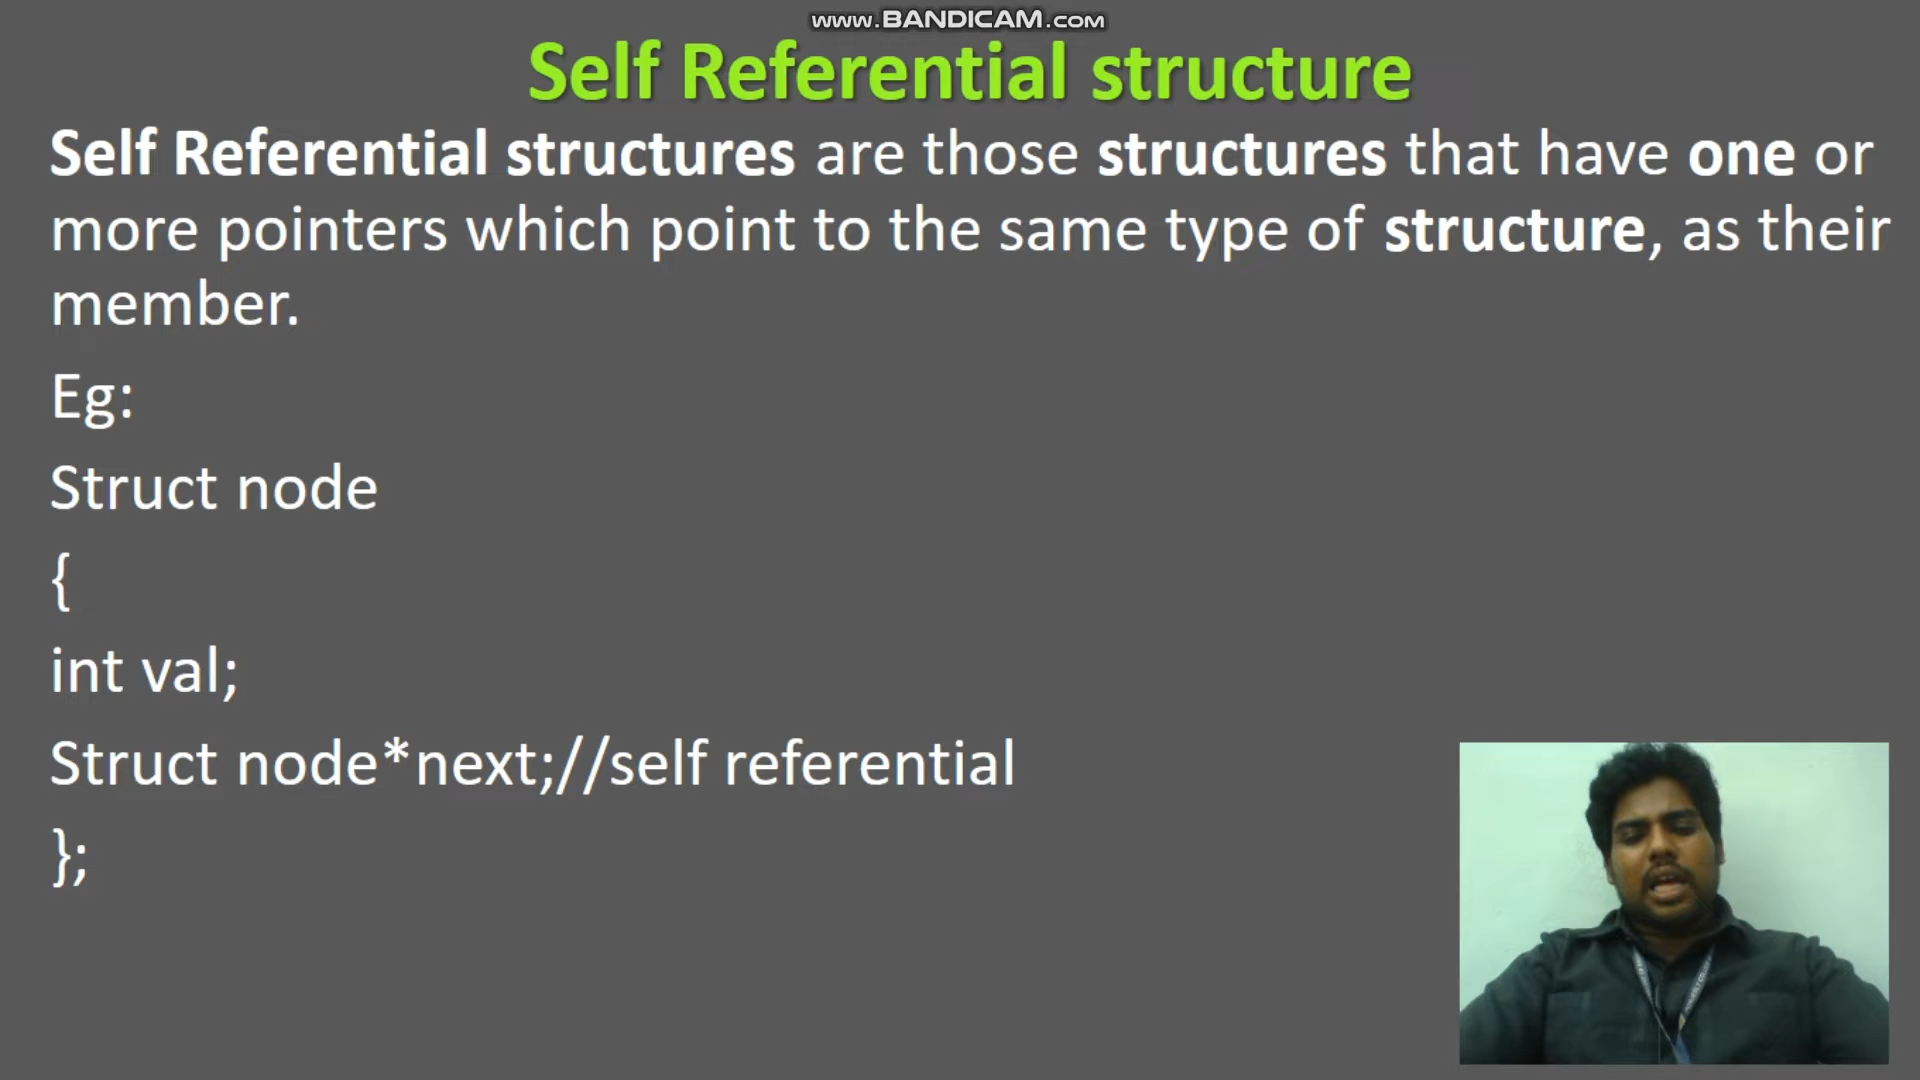 www.BANDICAM.com
Self Referential structure
Self Referential structures are those structures that have one or
more pointers which point to the same type of structure, as their
member.
Eg:
Struct node
{
int val;
Struct node*next;//self referential
};